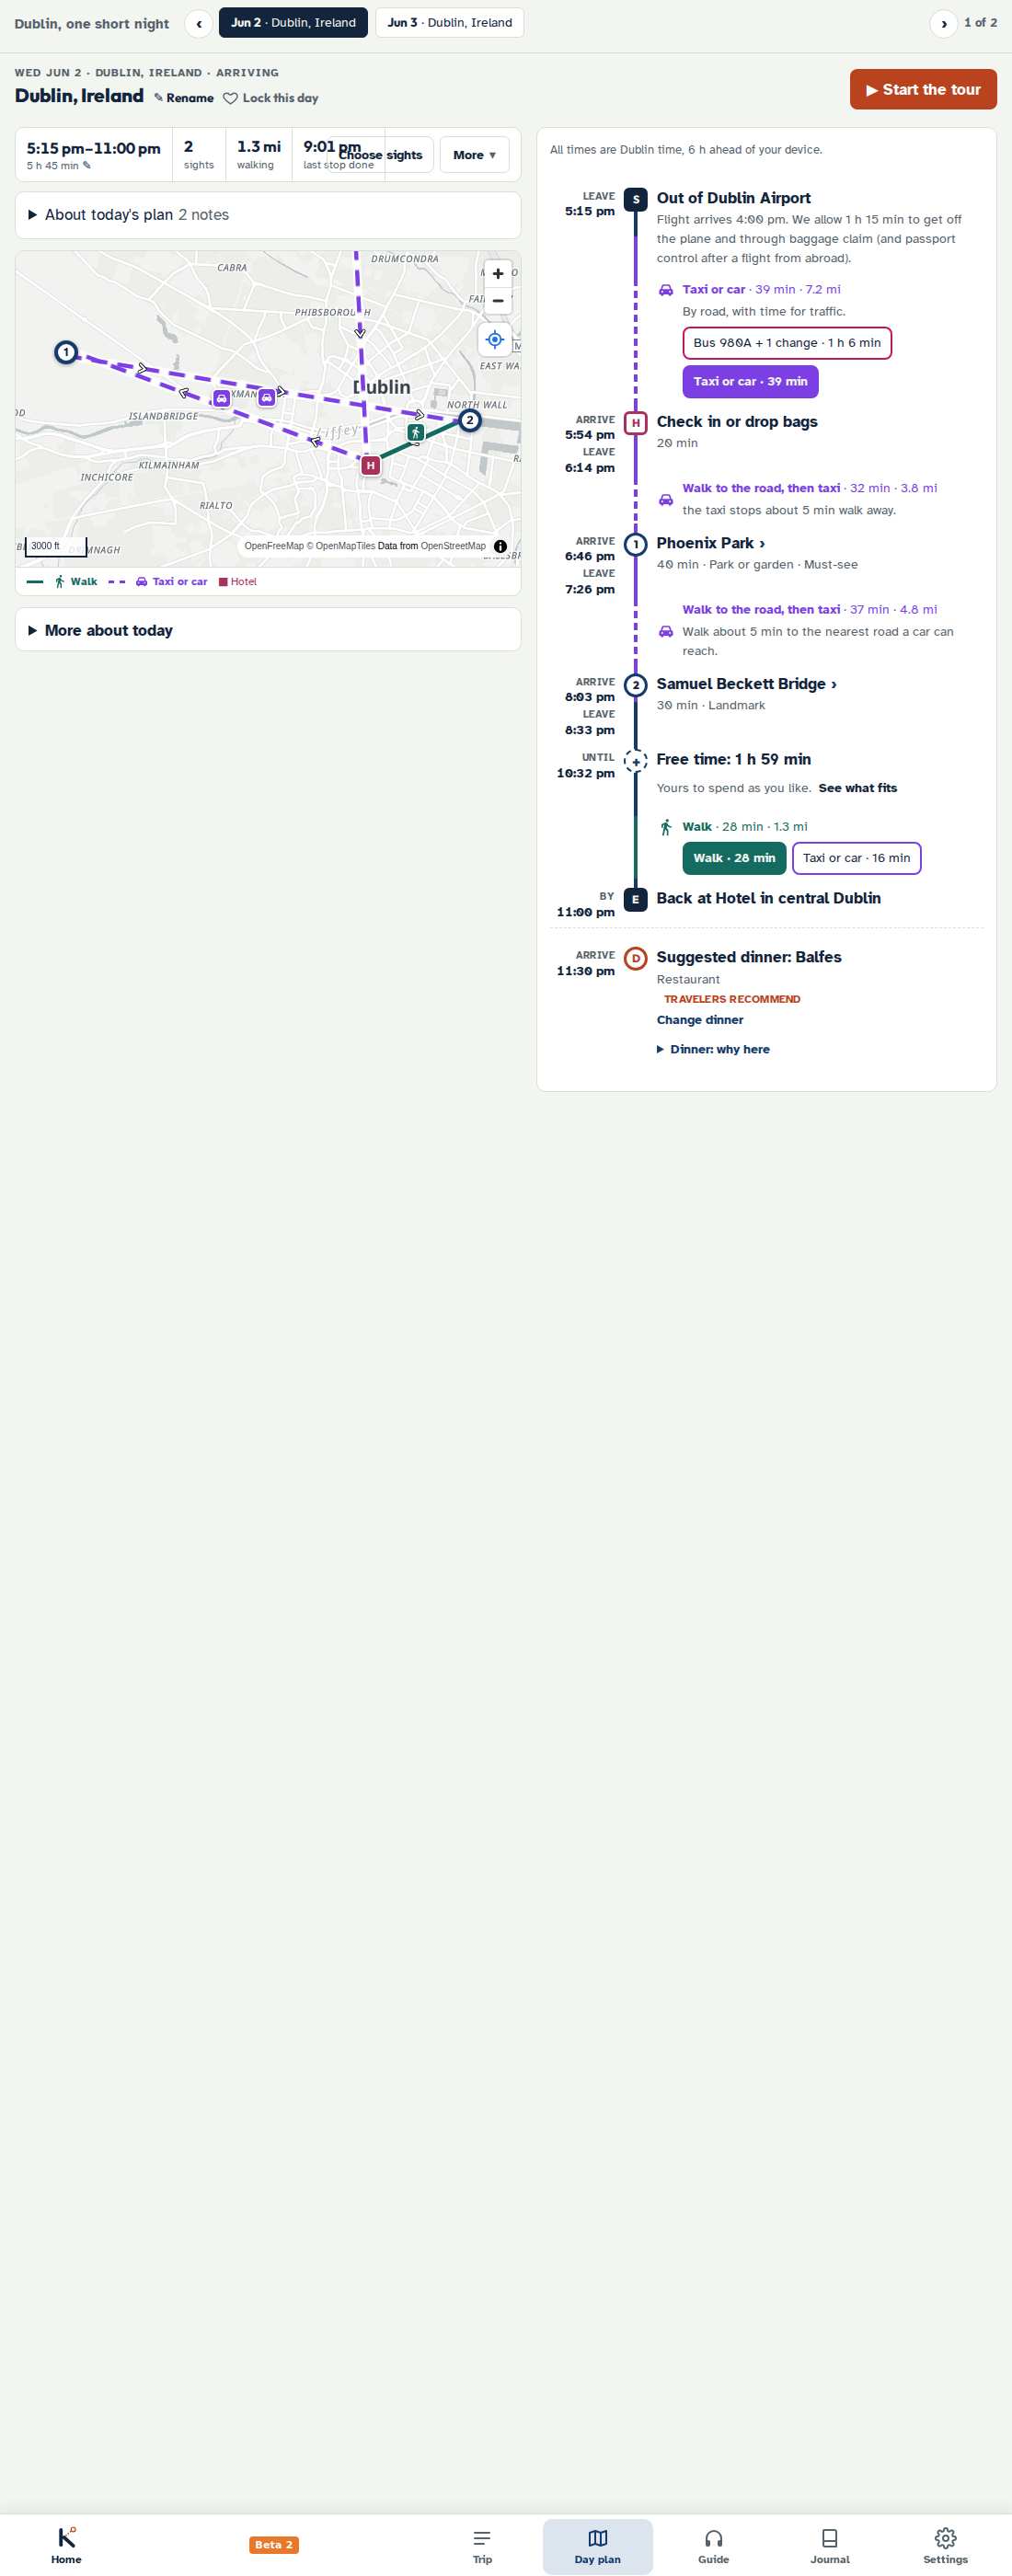 Dublin, one short night
‹
Jun 2 · Dublin, Ireland
Jun 3 · Dublin, Ireland
›
1 of 2
WED JUN 2 · DUBLIN, IRELAND · ARRIVING
Dublin, Ireland ✎ Rename Lock this day
▶ Start the tour
5:15 pm–11:00 pm
5 h 45 min ✎
2
sights
1.3 mi
walking
9:01 pm
last stop done
Choose sights
More ▾
▶ About today's plan 2 notes
CABRA
DRUMCONDRA
PHIBSBOROUGH
EAST WA
Dublin
NORTH WALL
ISLANDBRIDGE
Liffey
KILMAINHAM
INCHICORE
RIALTO
1
2
H
+
−
3000 ft
OpenFreeMap © OpenMapTiles Data from OpenStreetMap
Walk Taxi or car Hotel
▶ More about today
All times are Dublin time, 6 h ahead of your device.
LEAVE
5:15 pm
S
Out of Dublin Airport
Flight arrives 4:00 pm. We allow 1 h 15 min to get off
the plane and through baggage claim (and passport
control after a flight from abroad).
Taxi or car · 39 min · 7.2 mi
By road, with time for traffic.
Bus 980A + 1 change · 1 h 6 min
Taxi or car · 39 min
ARRIVE
5:54 pm
LEAVE
6:14 pm
H
Check in or drop bags
20 min
Walk to the road, then taxi · 32 min · 3.8 mi
the taxi stops about 5 min walk away.
ARRIVE
6:46 pm
LEAVE
7:26 pm
1
Phoenix Park ›
40 min · Park or garden · Must-see
Walk to the road, then taxi · 37 min · 4.8 mi
Walk about 5 min to the nearest road a car can
reach.
ARRIVE
8:03 pm
LEAVE
8:33 pm
2
Samuel Beckett Bridge ›
30 min · Landmark
UNTIL
10:32 pm
+
Free time: 1 h 59 min
Yours to spend as you like. See what fits
Walk · 28 min · 1.3 mi
Walk · 28 min
Taxi or car · 16 min
BY
11:00 pm
E
Back at Hotel in central Dublin
ARRIVE
11:30 pm
D
Suggested dinner: Balfes
Restaurant
TRAVELERS RECOMMEND
Change dinner
▶ Dinner: why here
Home
Beta 2
Trip
Day plan
Guide
Journal
Settings